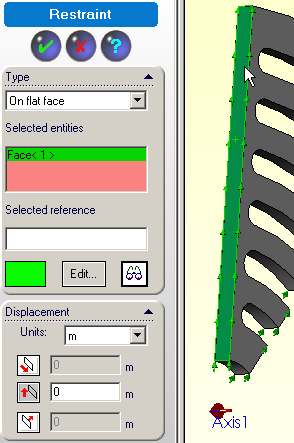 Restraint
?
Type
On flat face
Selected entities
Face< 1 >
Selected reference
Edit...
Displacement
Units: m
0 m
0 m
0 m
Axis1